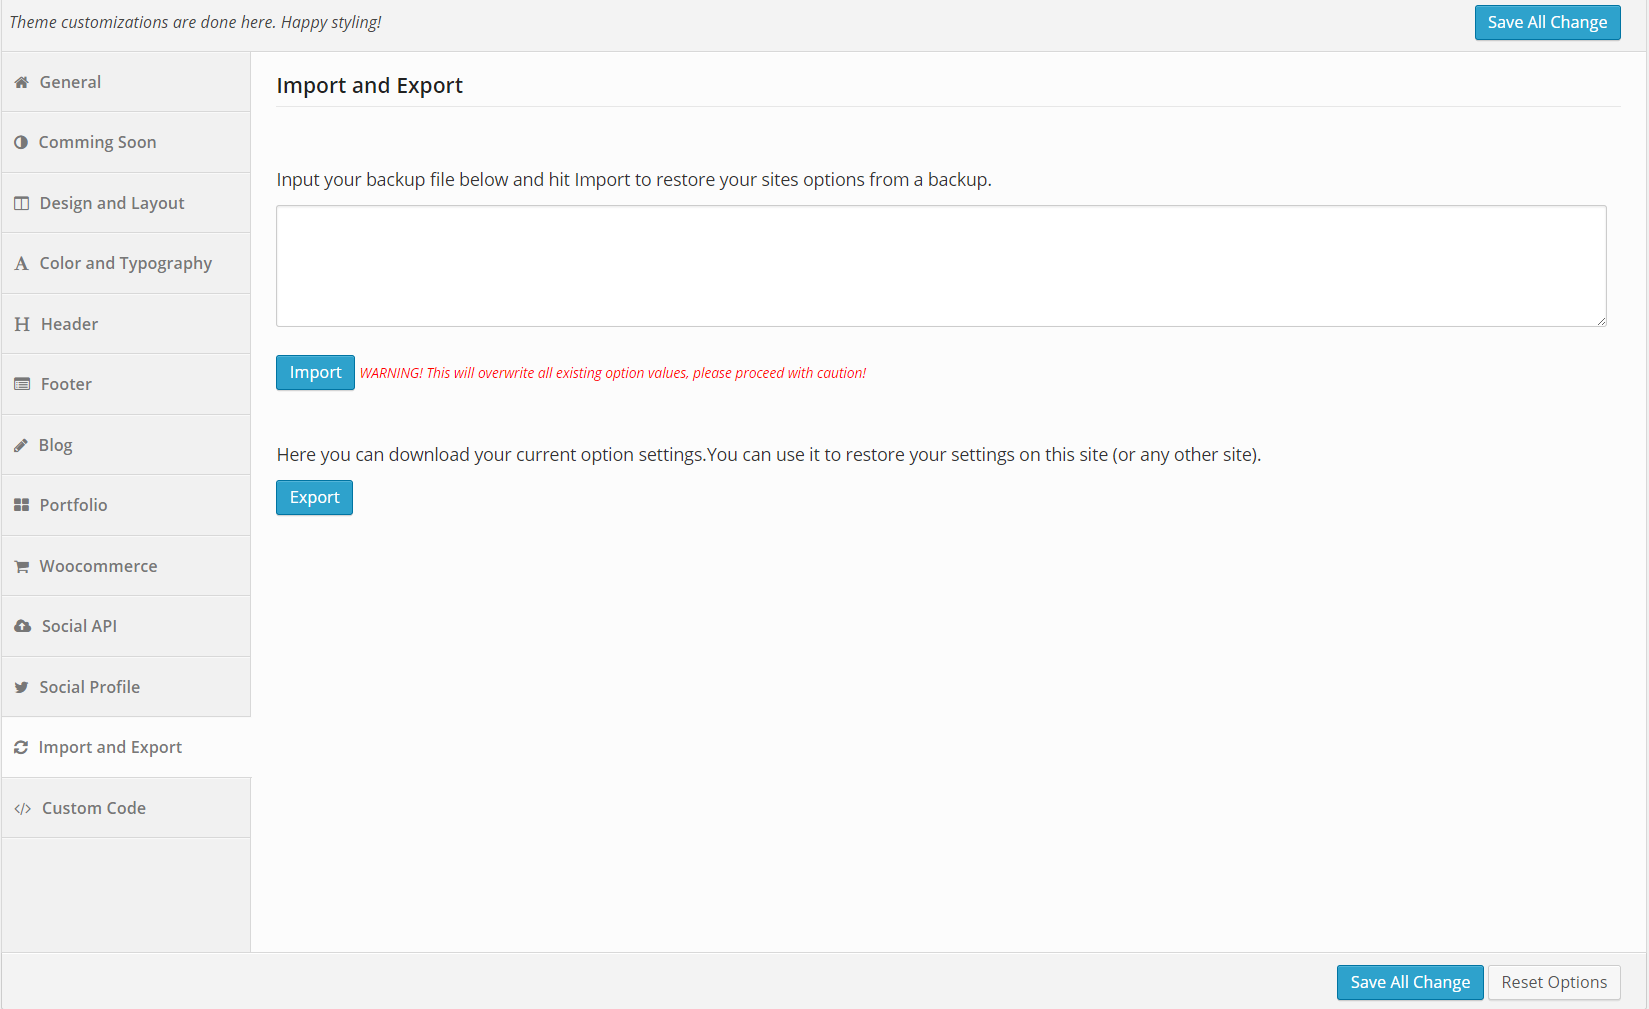 Theme customizations are done here. Happy styling!
Save All Change
General
Comming Soon
Design and Layout
Color and Typography
Header
Footer
Blog
Portfolio
Woocommerce
Social API
Social Profile
Import and Export
Custom Code
Import and Export
Input your backup file below and hit Import to restore your sites options from a backup.
Import WARNING! This will overwrite all existing option values, please proceed with caution!
Here you can download your current option settings.You can use it to restore your settings on this site (or any other site).
Export
Save All Change Reset Options